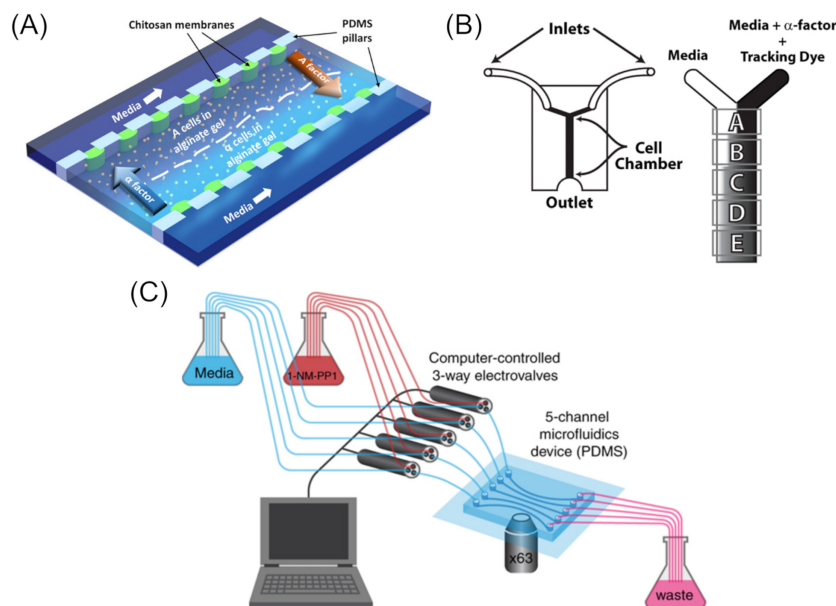 (A)
Chitosan membranes
PDMS
pillars
Media
A factor
A cells in
alginate gel
α cells in
alginate gel
α factor
Media
(B)
Inlets
Cell
Chamber
Outlet
Media
Media + α-factor
+
Tracking Dye
A
B
C
D
E
(C)
Media
1-NM-PP1
Computer-controlled
3-way electrovalves
5-channel
microfluidics
device (PDMS)
x63
waste